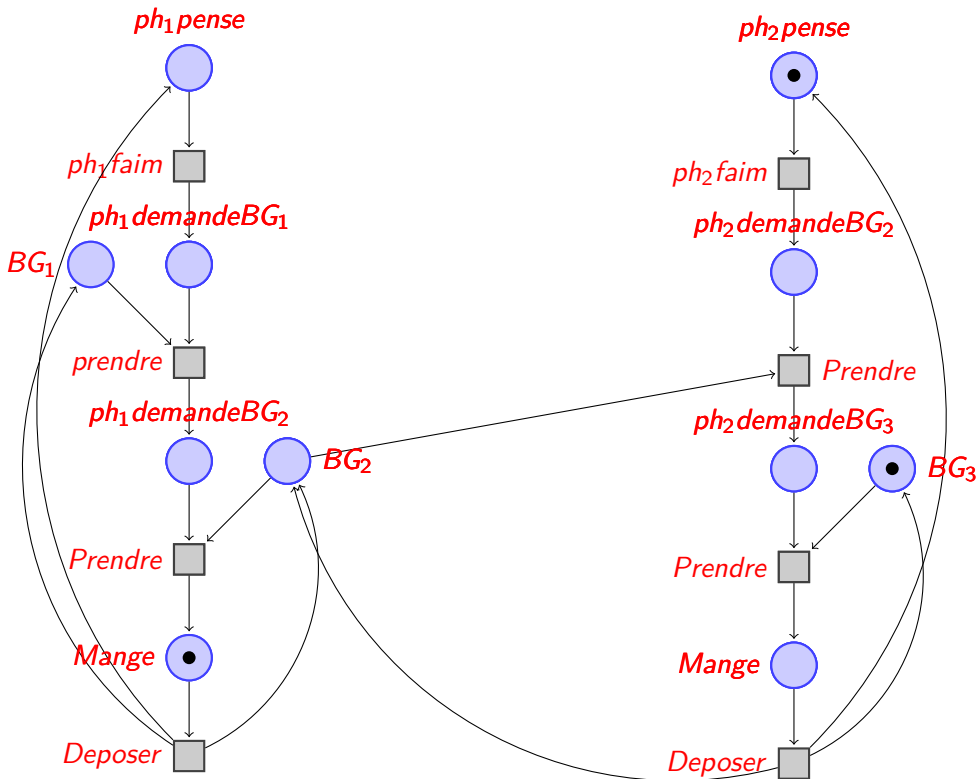 ph₁pense
ph₁faim
ph₁demandeBG₁
BG₁
prendre
ph₁demandeBG₂
BG₂
Prendre
Mange
Deposer
ph₂pense
ph₂faim
ph₂demandeBG₂
Prendre
ph₂demandeBG₃
BG₃
Prendre
Mange
Deposer